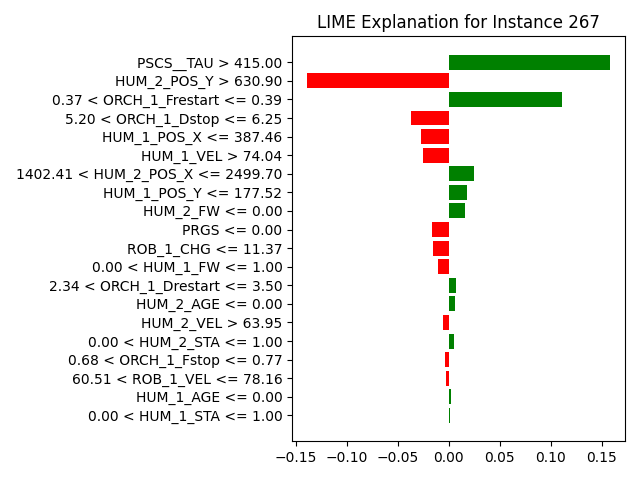 LIME Explanation for Instance 267
PSCS__TAU > 415.00
HUM_2_POS_Y > 630.90
0.37 < ORCH_1_Frestart <= 0.39
5.20 < ORCH_1_Dstop <= 6.25
HUM_1_POS_X <= 387.46
HUM_1_VEL > 74.04
1402.41 < HUM_2_POS_X <= 2499.70
HUM_1_POS_Y <= 177.52
HUM_2_FW <= 0.00
PRGS <= 0.00
ROB_1_CHG <= 11.37
0.00 < HUM_1_FW <= 1.00
2.34 < ORCH_1_Drestart <= 3.50
HUM_2_AGE <= 0.00
HUM_2_VEL > 63.95
0.00 < HUM_2_STA <= 1.00
0.68 < ORCH_1_Fstop <= 0.77
60.51 < ROB_1_VEL <= 78.16
HUM_1_AGE <= 0.00
0.00 < HUM_1_STA <= 1.00
−0.15 −0.10 −0.05 0.00 0.05 0.10 0.15